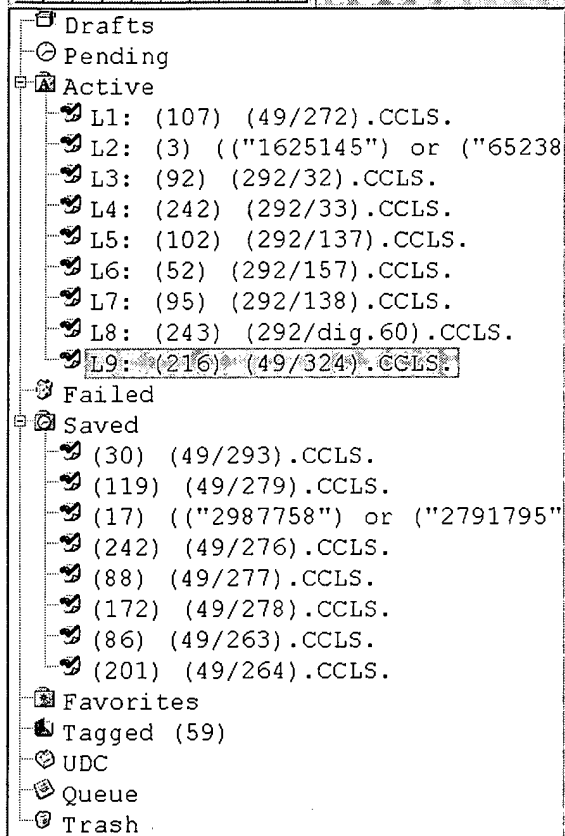 Drafts
Pending
Active
L1: (107) (49/272).CCLS.
L2: (3) (("1625145") or ("65238
L3: (92) (292/32).CCLS.
L4: (242) (292/33).CCLS.
L5: (102) (292/137).CCLS.
L6: (52) (292/157).CCLS.
L7: (95) (292/138).CCLS.
L8: (243) (292/dig.60).CCLS.
L9: (216) (49/324).CCLS.
Failed
Saved
(30) (49/293).CCLS.
(119) (49/279).CCLS.
(17) (("2987758") or ("2791795"
(242) (49/276).CCLS.
(88) (49/277).CCLS.
(172) (49/278).CCLS.
(86) (49/263).CCLS.
(201) (49/264).CCLS.
Favorites
Tagged (59)
UDC
Queue
Trash